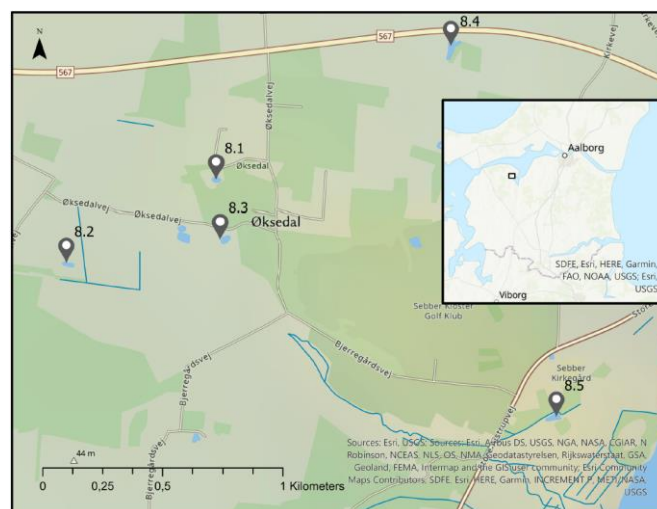 N
8.4
567
Kirkevej
567
Øksedalvej
8.1
Øksedal
Aalborg
Øksedalvej
Øksedalvej
8.3
Øksedal
8.2
SDFE, Esri, HERE, Garmin,
FAO, NOAA, USGS; Esri,
USGS
Viborg
Sebber Kloster
Golf Klub
Bjerregårdsvej
Sebber
Kirkegård
8.5
Bjerregårdsvej
44 m
Sources: Esri, USGS; Sources: Esri, Airbus DS, USGS, NGA, NASA, CGIAR, N
Robinson, NCEAS, NLS, OS, NMA, Geodatastyrelsen, Rijkswaterstaat, GSA,
Geoland, FEMA, Intermap and the GIS user community; Esri Community
Maps Contributors, SDFE, Esri, HERE, Garmin, INCREMENT P, METI/NASA,
USGS
0 0,25 0,5 1 Kilometers
Bjerregårdsvej